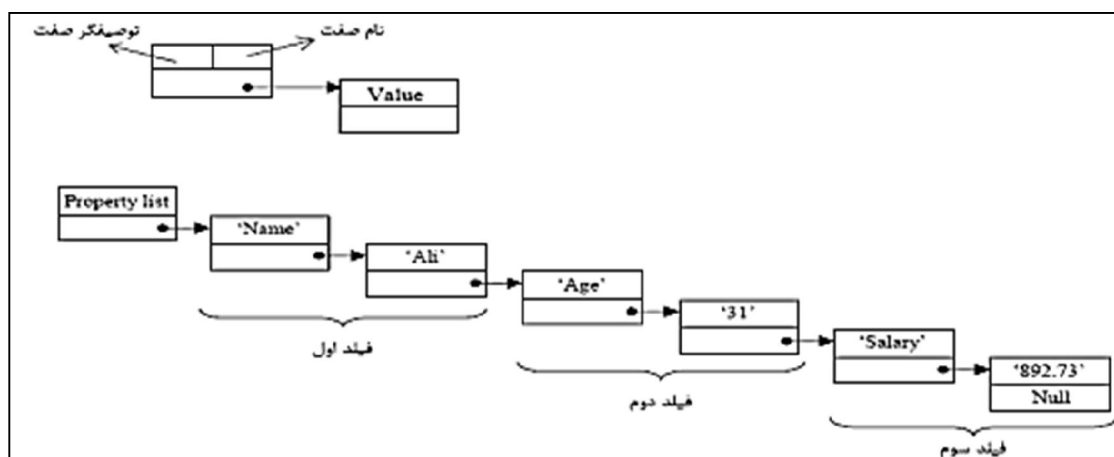 توصیفگر صفت
نام صفت
Value
Property list
‘Name’
‘Ali’
‘Age’
‘31’
‘Salary’
‘892.73’
Null
فیلد اول
فیلد دوم
فیلد سوم